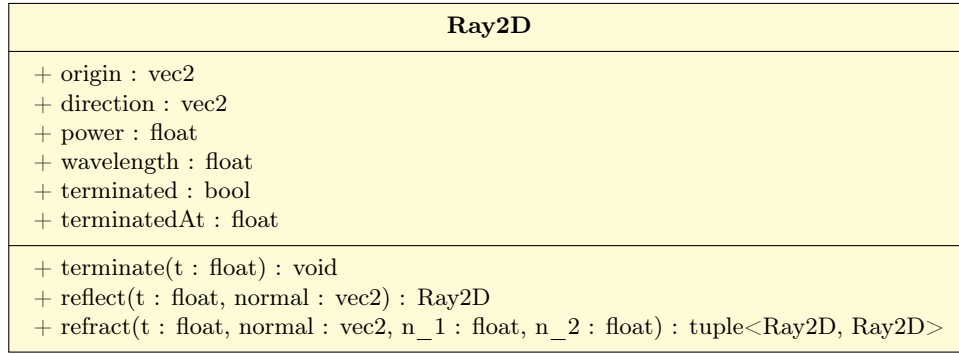 Ray2D
+ origin : vec2
+ direction : vec2
+ power : float
+ wavelength : float
+ terminated : bool
+ terminatedAt : float
+ terminate(t : float) : void
+ reflect(t : float, normal : vec2) : Ray2D
+ refract(t : float, normal : vec2, n_1 : float, n_2 : float) : tuple<Ray2D, Ray2D>